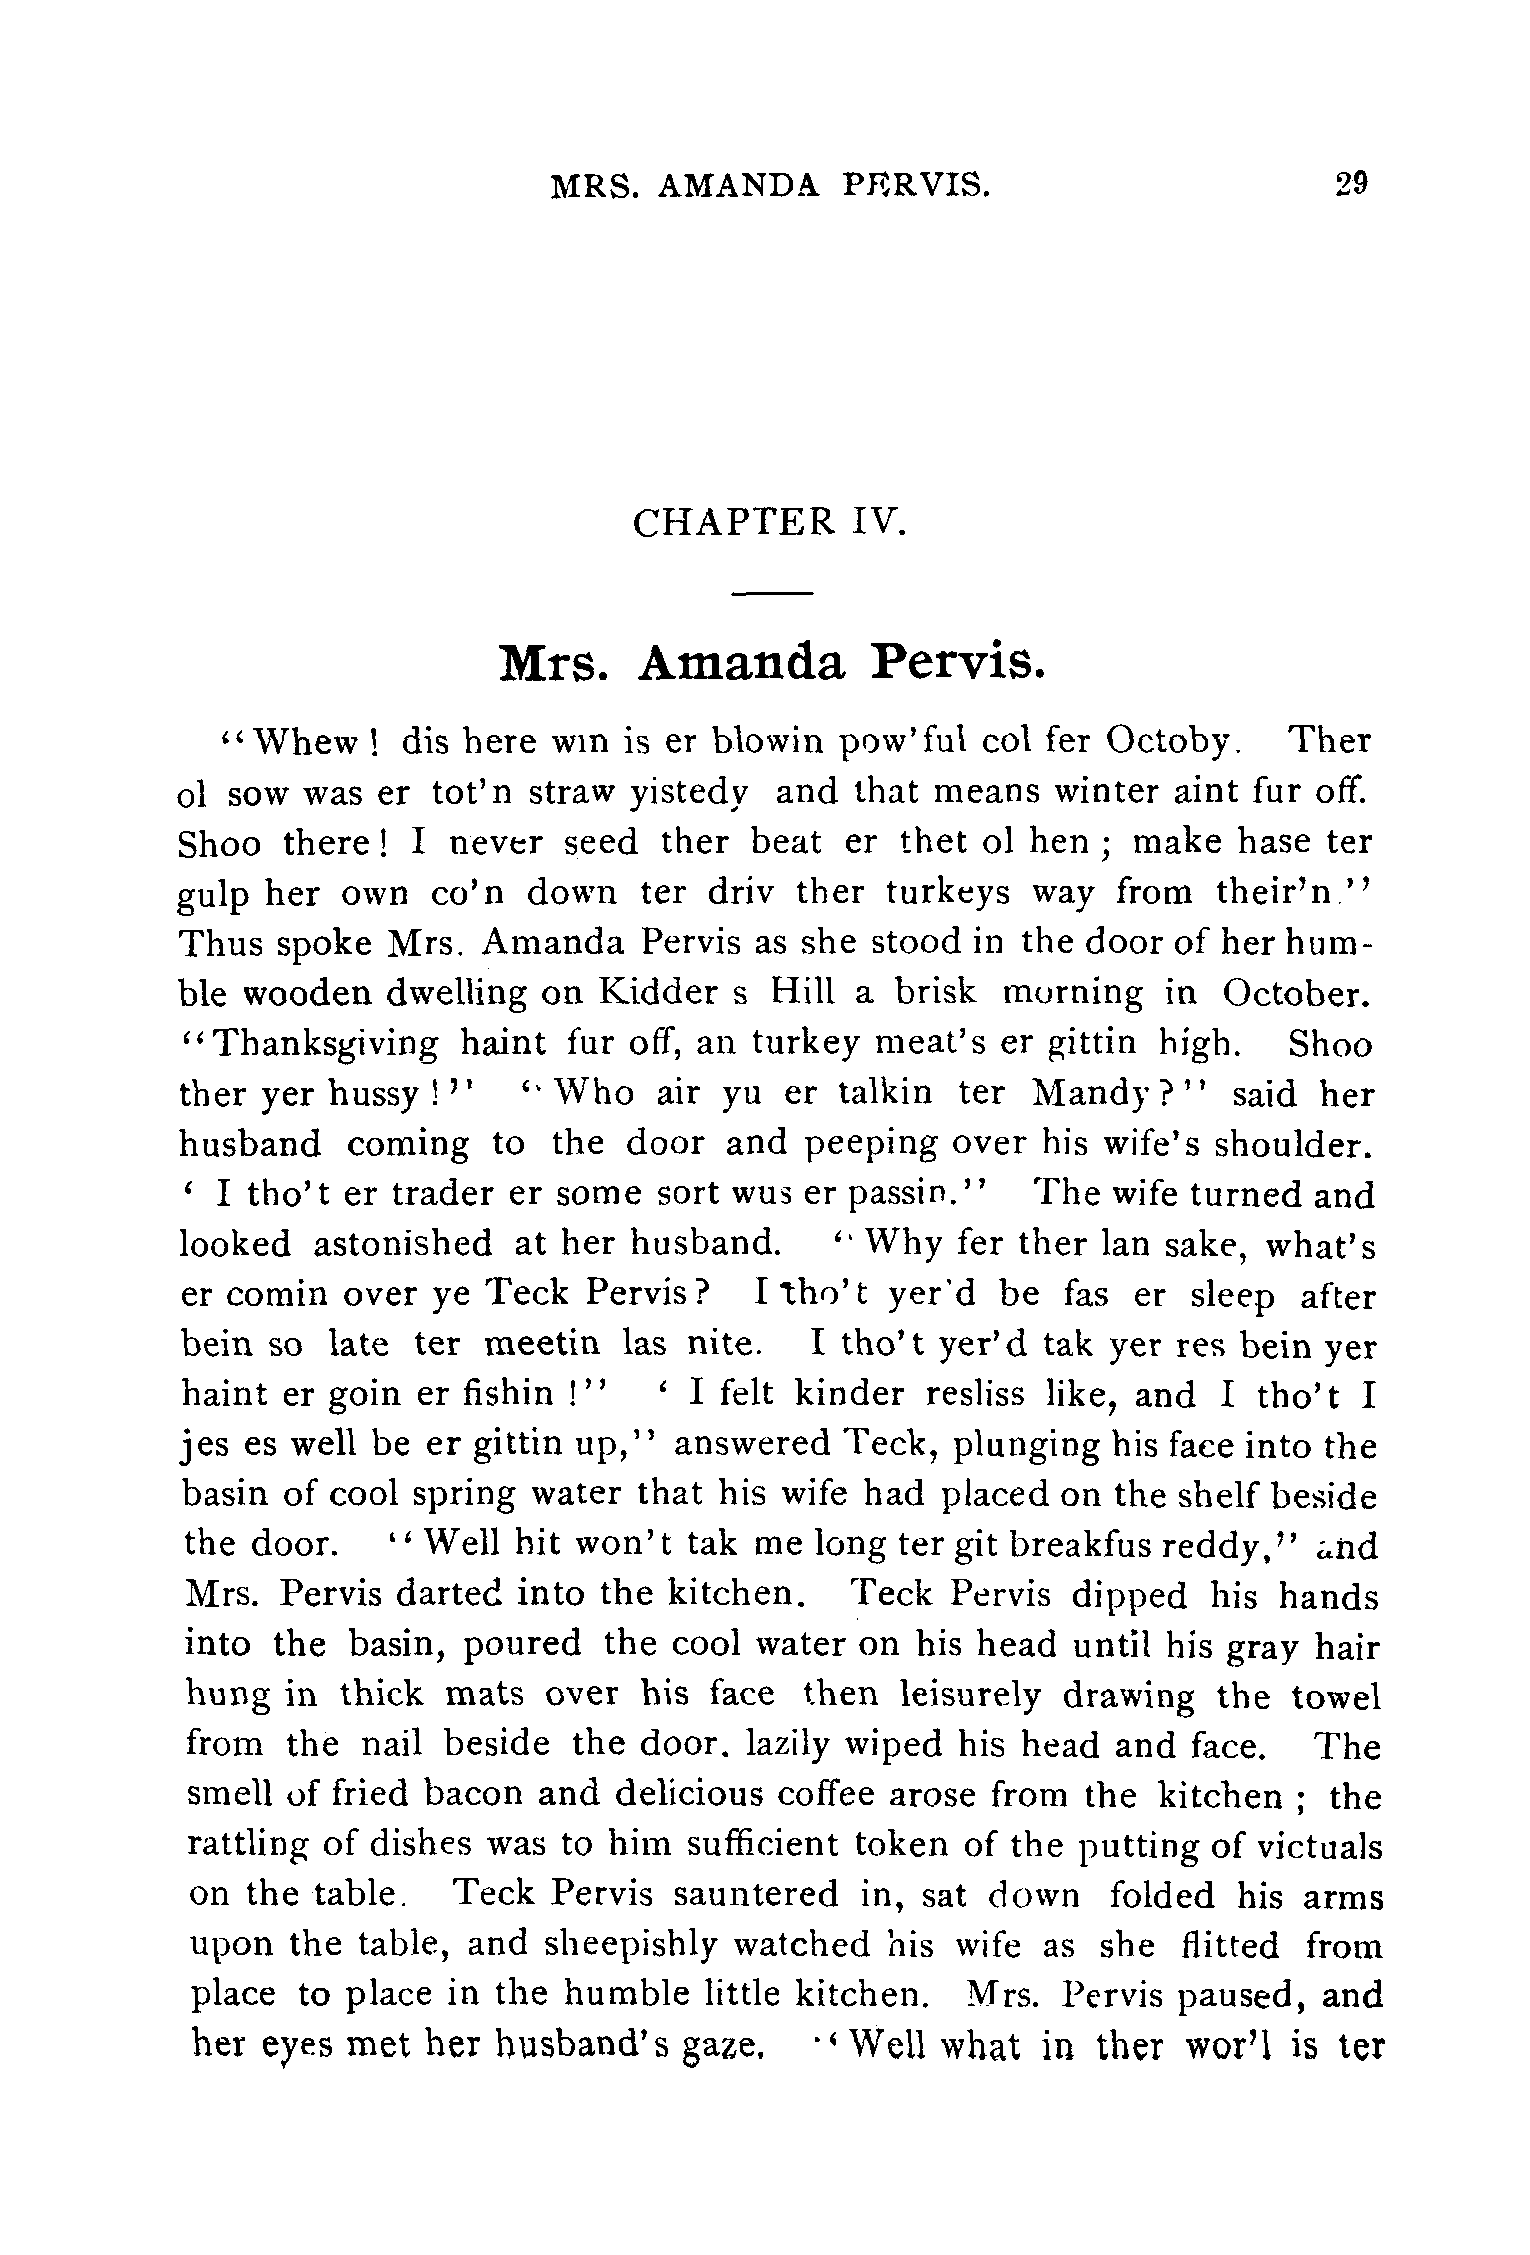 MRS. AMANDA PERVIS. 29
CHAPTER IV.
Mrs. Amanda Pervis.
"Whew! dis here win is er blowin pow'ful col fer Octoby. Ther
ol sow was er tot'n straw yistedy and that means winter aint fur off.
Shoo there! I never seed ther beat er thet ol hen; make hase ter
gulp her own co'n down ter driv ther turkeys way from their'n."
Thus spoke Mrs. Amanda Pervis as she stood in the door of her hum-
ble wooden dwelling on Kidder s Hill a brisk morning in October.
"Thanksgiving haint fur off, an turkey meat's er gittin high. Shoo
ther yer hussy!" "Who air yu er talkin ter Mandy?" said her
husband coming to the door and peeping over his wife's shoulder.
' I tho't er trader er some sort wus er passin." The wife turned and
looked astonished at her husband. "Why fer ther lan sake, what's
er comin over ye Teck Pervis? I tho't yer'd be fas er sleep after
bein so late ter meetin las nite. I tho't yer'd tak yer res bein yer
haint er goin er fishin!" ' I felt kinder resliss like, and I tho't I
jes es well be er gittin up," answered Teck, plunging his face into the
basin of cool spring water that his wife had placed on the shelf beside
the door. "Well hit won't tak me long ter git breakfus reddy," and
Mrs. Pervis darted into the kitchen. Teck Pervis dipped his hands
into the basin, poured the cool water on his head until his gray hair
hung in thick mats over his face then leisurely drawing the towel
from the nail beside the door. lazily wiped his head and face. The
smell of fried bacon and delicious coffee arose from the kitchen; the
rattling of dishes was to him sufficient token of the putting of victuals
on the table. Teck Pervis sauntered in, sat down folded his arms
upon the table, and sheepishly watched his wife as she flitted from
place to place in the humble little kitchen. Mrs. Pervis paused, and
her eyes met her husband's gaze. "Well what in ther wor'l is ter